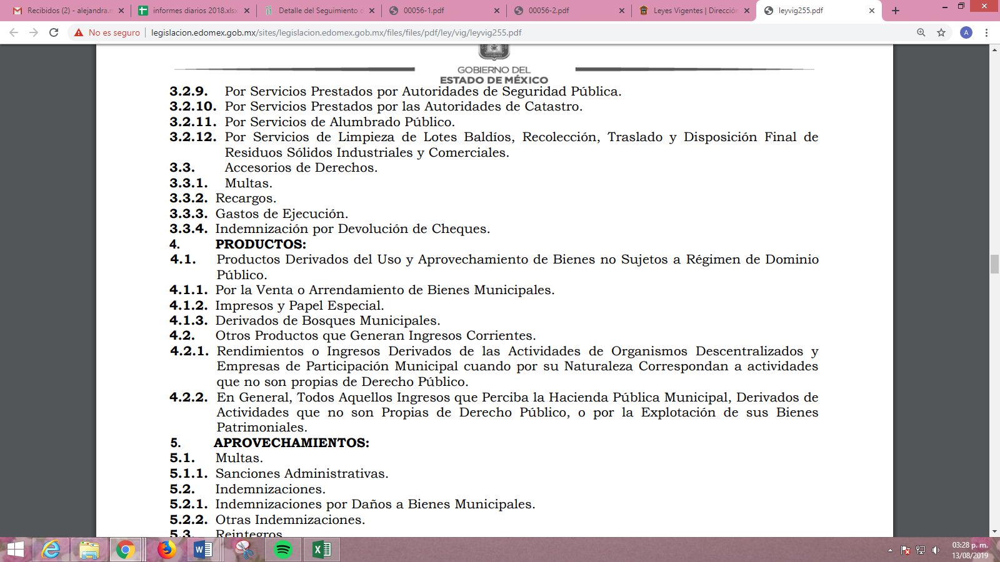 Recibidos (2) - alejandra.n
informes diarios 2018.xlsx
Detalle del Seguimiento d
00056-1.pdf
00056-2.pdf
Leyes Vigentes | Dirección
leyvig255.pdf
No es seguro
legislacion.edomex.gob.mx/sites/legislacion.edomex.gob.mx/files/files/pdf/ley/vig/leyvig255.pdf
A
GOBIERNO DEL
ESTADO DE MÉXICO
3.2.9. Por Servicios Prestados por Autoridades de Seguridad Pública.
3.2.10. Por Servicios Prestados por las Autoridades de Catastro.
3.2.11. Por Servicios de Alumbrado Público.
3.2.12. Por Servicios de Limpieza de Lotes Baldíos, Recolección, Traslado y Disposición Final de
Residuos Sólidos Industriales y Comerciales.
3.3. Accesorios de Derechos.
3.3.1. Multas.
3.3.2. Recargos.
3.3.3. Gastos de Ejecución.
3.3.4. Indemnización por Devolución de Cheques.
4. PRODUCTOS:
4.1. Productos Derivados del Uso y Aprovechamiento de Bienes no Sujetos a Régimen de Dominio
Público.
4.1.1. Por la Venta o Arrendamiento de Bienes Municipales.
4.1.2. Impresos y Papel Especial.
4.1.3. Derivados de Bosques Municipales.
4.2. Otros Productos que Generan Ingresos Corrientes.
4.2.1. Rendimientos o Ingresos Derivados de las Actividades de Organismos Descentralizados y
Empresas de Participación Municipal cuando por su Naturaleza Correspondan a actividades
que no son propias de Derecho Público.
4.2.2. En General, Todos Aquellos Ingresos que Perciba la Hacienda Pública Municipal, Derivados de
Actividades que no son Propias de Derecho Público, o por la Explotación de sus Bienes
Patrimoniales.
5. APROVECHAMIENTOS:
5.1. Multas.
5.1.1. Sanciones Administrativas.
5.2. Indemnizaciones.
5.2.1. Indemnizaciones por Daños a Bienes Municipales.
5.2.2. Otras Indemnizaciones.
5.3. Reintegros
03:28 p. m.
13/08/2019